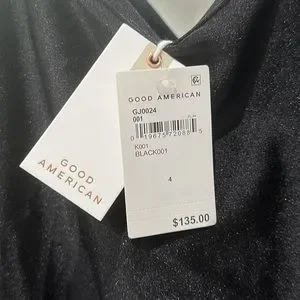 GOOD
AMERICAN
GOOD AMERICAN
GJ0024
001
K001
BLACK001
4
$135.00